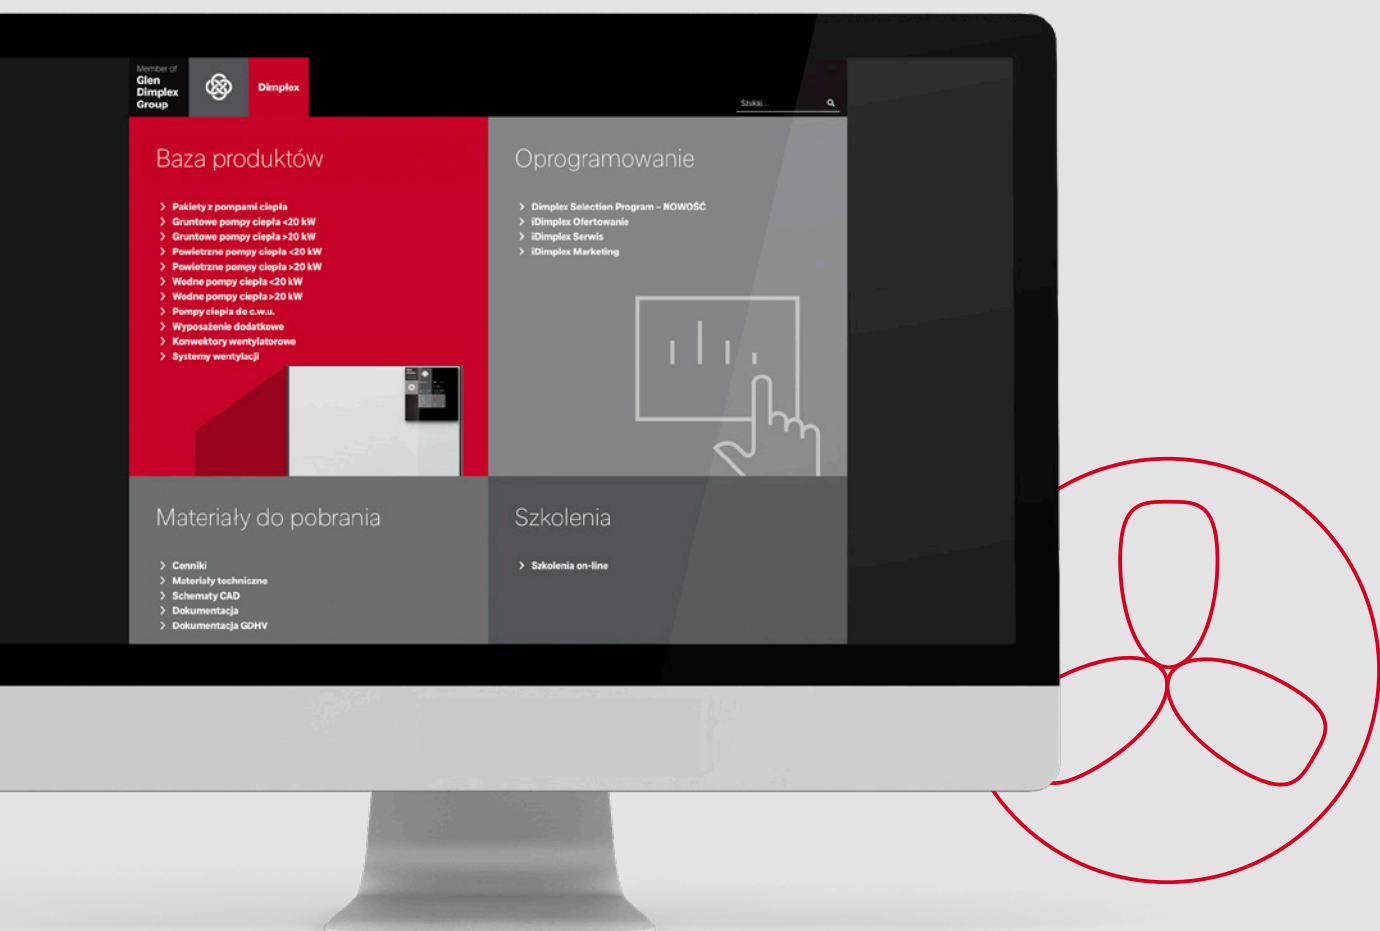 Member of
Glen
Dimplex
Group
Dimplex
Szukaj...
Baza produktów
Pakiety z pompami ciepła
Gruntowe pompy ciepła <20 kW
Gruntowe pompy ciepła >20 kW
Powietrzne pompy ciepła <20 kW
Powietrzne pompy ciepła >20 kW
Wodne pompy ciepła <20 kW
Wodne pompy ciepła >20 kW
Pompy ciepła do c.w.u.
Wyposażenie dodatkowe
Konwektory wentylatorowe
Systemy wentylacji
Oprogramowanie
Dimplex Selection Program – NOWOŚĆ
iDimplex Ofertowanie
iDimplex Serwis
iDimplex Marketing
Materiały do pobrania
Cenniki
Materiały techniczne
Schematy CAD
Dokumentacja
Dokumentacja GDHV
Szkolenia
Szkolenia on-line